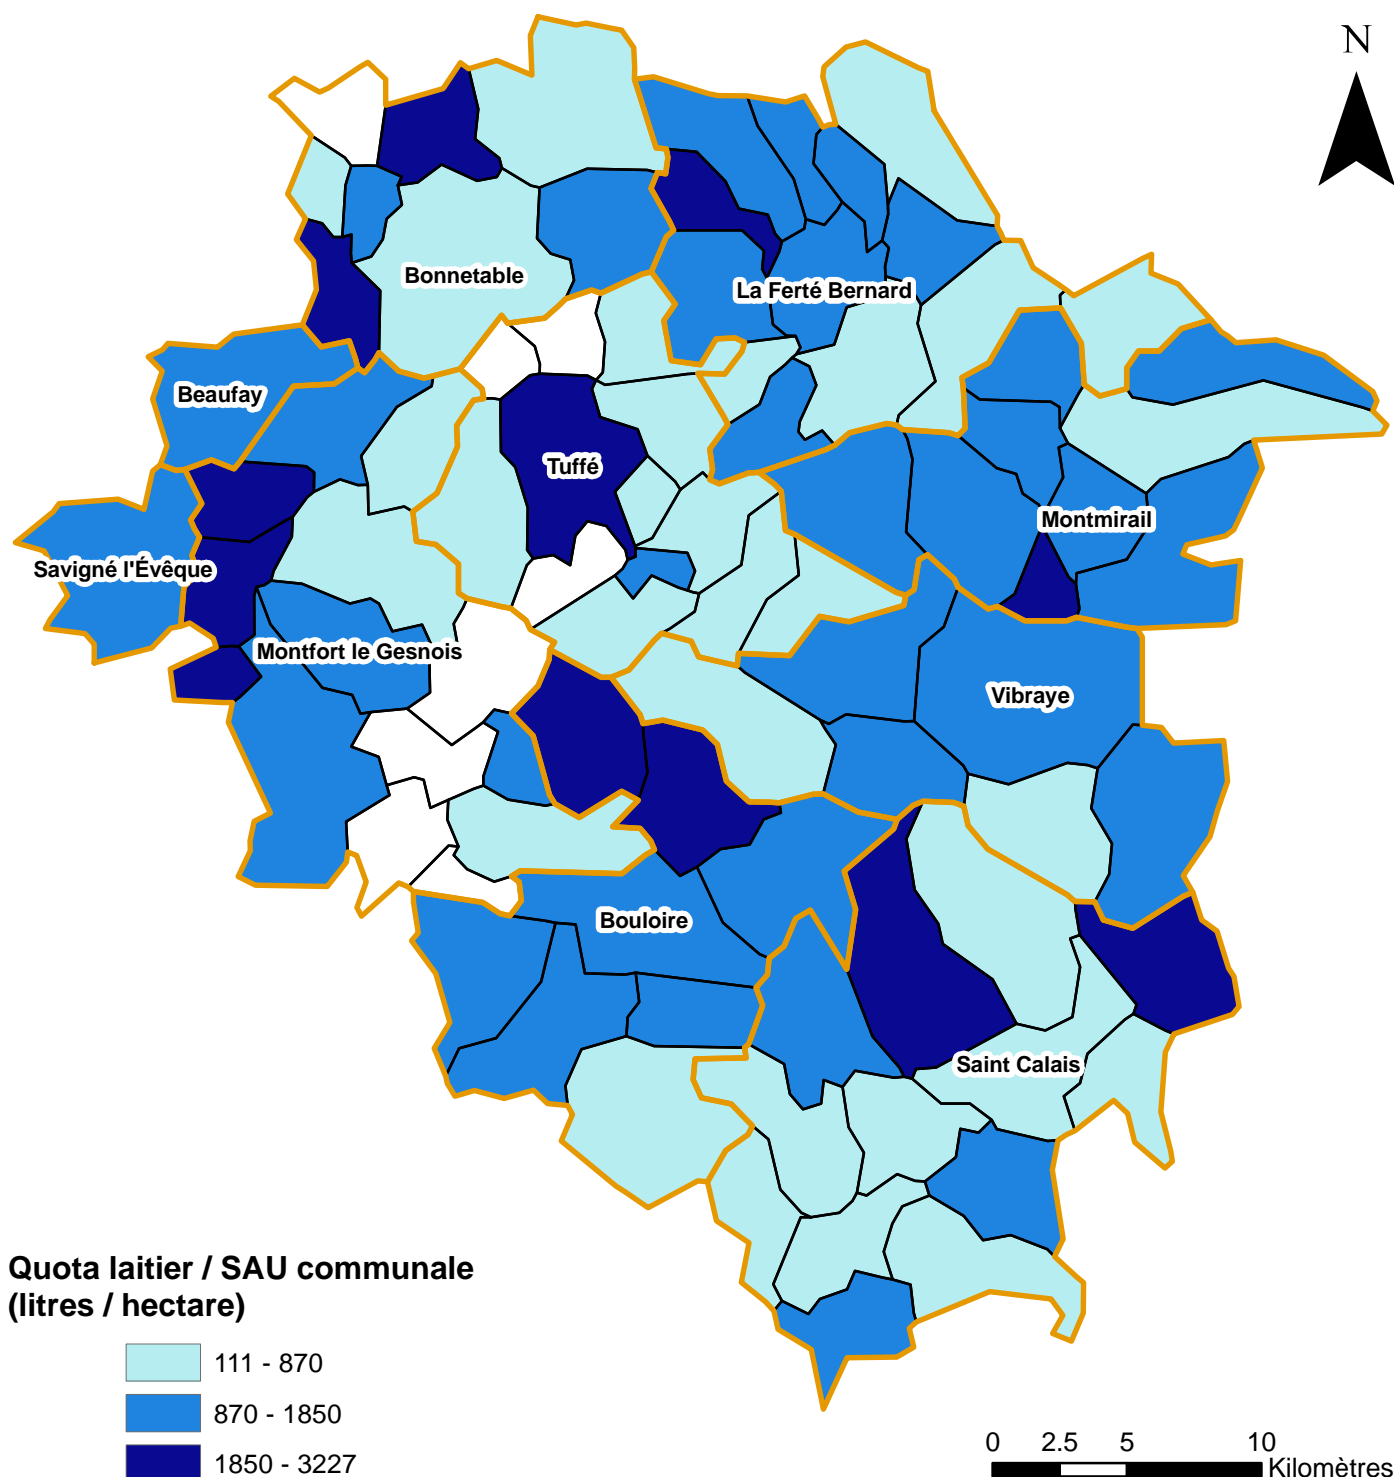 N
Bonnetable
La Ferté Bernard
Beaufay
Tuffé
Montmirail
Savigné l'Évêque
Montfort le Gesnois
Vibraye
Bouloire
Saint Calais
Quota laitier / SAU communale
(litres / hectare)
111 - 870
870 - 1850
1850 - 3227
0 2.5 5 10
Kilomètres